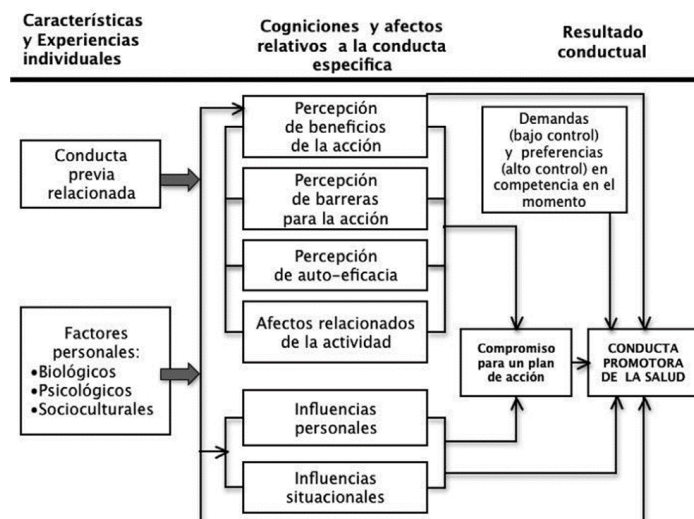 Características
y Experiencias
individuales
Cogniciones y afectos
relativos a la conducta
especifica
Resultado
conductual
Conducta
previa
relacionada
Factores
personales:
•Biológicos
•Psicológicos
•Socioculturales
Percepción
de beneficios
de la acción
Percepción
de barreras
para la acción
Percepción
de auto-eficacia
Afectos relacionados
de la actividad
Influencias
personales
Influencias
situacionales
Demandas
(bajo control)
y preferencias
(alto control) en
competencia en el
momento
Compromiso
para un plan
de acción
CONDUCTA
PROMOTORA
DE LA SALUD